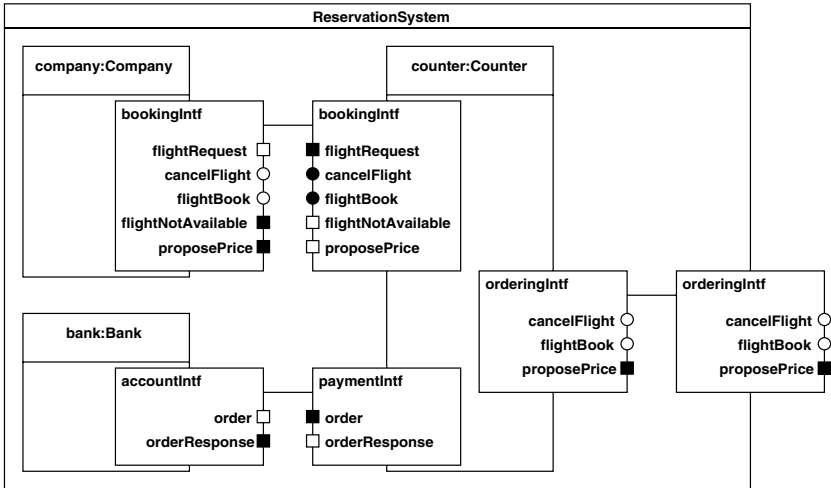 ReservationSystem
company:Company
counter:Counter
bookingIntf
flightRequest
cancelFlight
flightBook
flightNotAvailable
proposePrice
bookingIntf
flightRequest
cancelFlight
flightBook
flightNotAvailable
proposePrice
orderingIntf
cancelFlight
flightBook
proposePrice
orderingIntf
cancelFlight
flightBook
proposePrice
bank:Bank
accountIntf
order
orderResponse
paymentIntf
order
orderResponse